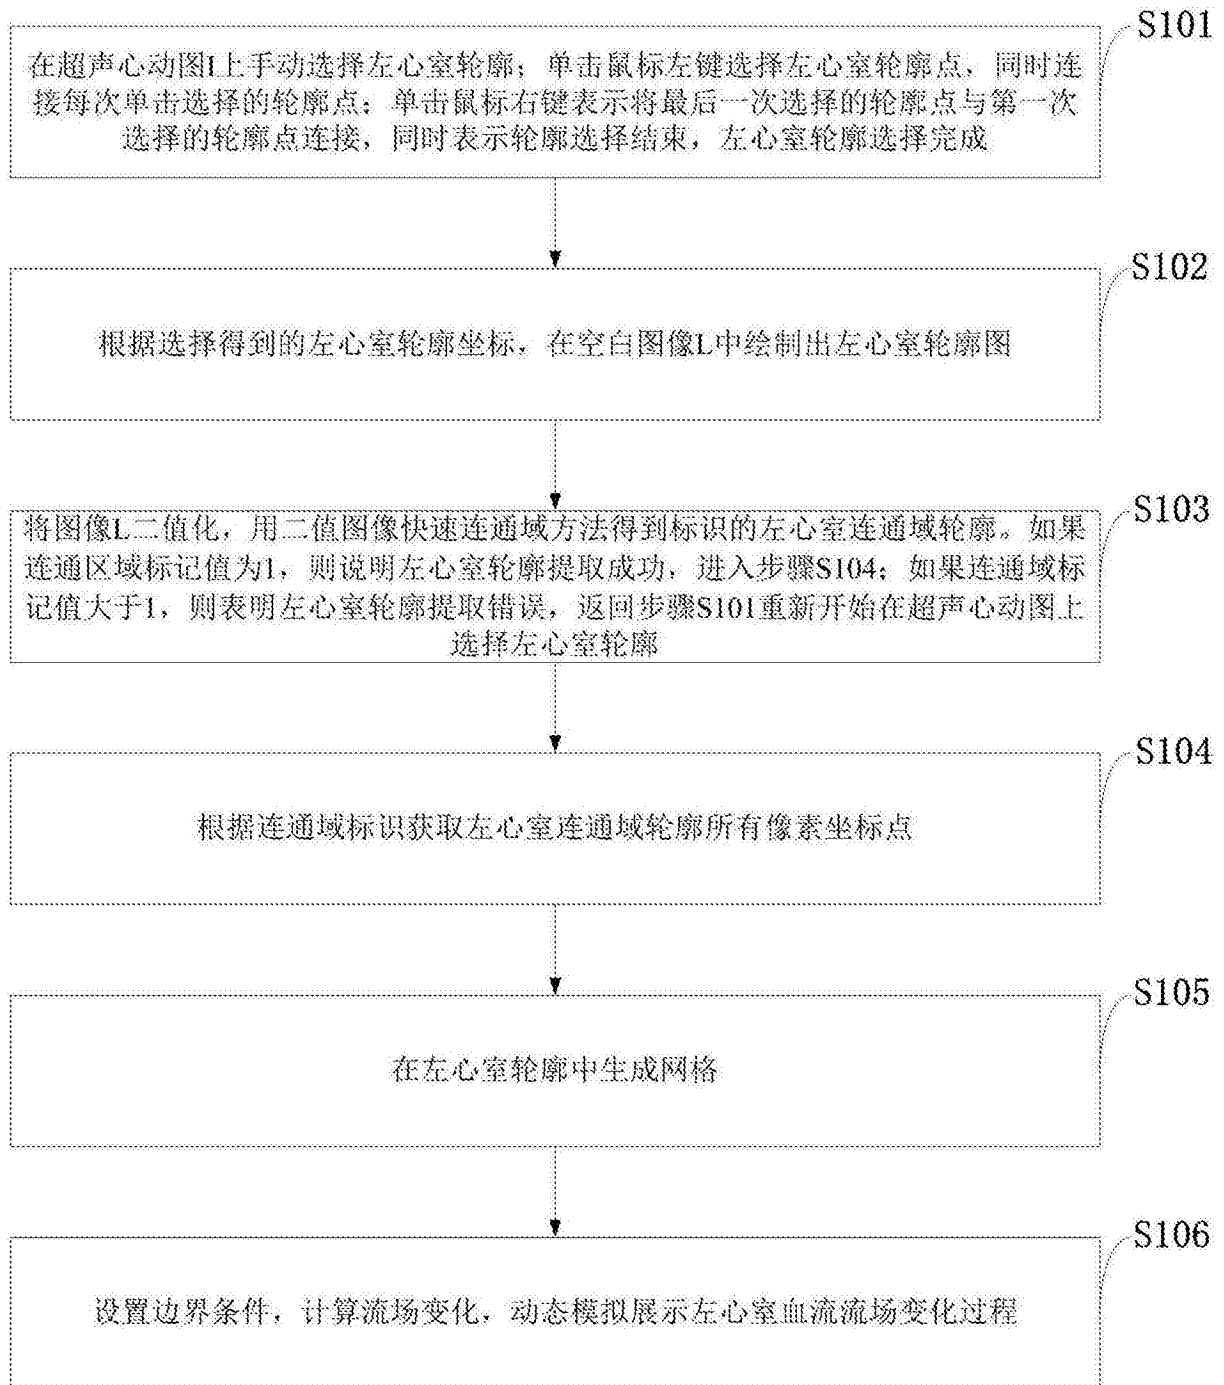 S101
在超声心动图I上手动选择左心室轮廓；单击鼠标左键选择左心室轮廓点，同时连
接每次单击选择的轮廓点；单击鼠标右键表示将最后一次选择的轮廓点与第一次
选择的轮廓点连接，同时表示轮廓选择结束，左心室轮廓选择完成
S102
根据选择得到的左心室轮廓坐标，在空白图像L中绘制出左心室轮廓图
S103
将图像L二值化，用二值图像快速连通域方法得到标识的左心室连通域轮廓。如果
连通区域标记值为1，则说明左心室轮廓提取成功，进入步骤S104；如果连通域标
记值大于1，则表明左心室轮廓提取错误，返回步骤S101重新开始在超声心动图上
选择左心室轮廓
S104
根据连通域标识获取左心室连通域轮廓所有像素坐标点
S105
在左心室轮廓中生成网格
S106
设置边界条件，计算流场变化，动态模拟展示左心室血流流场变化过程